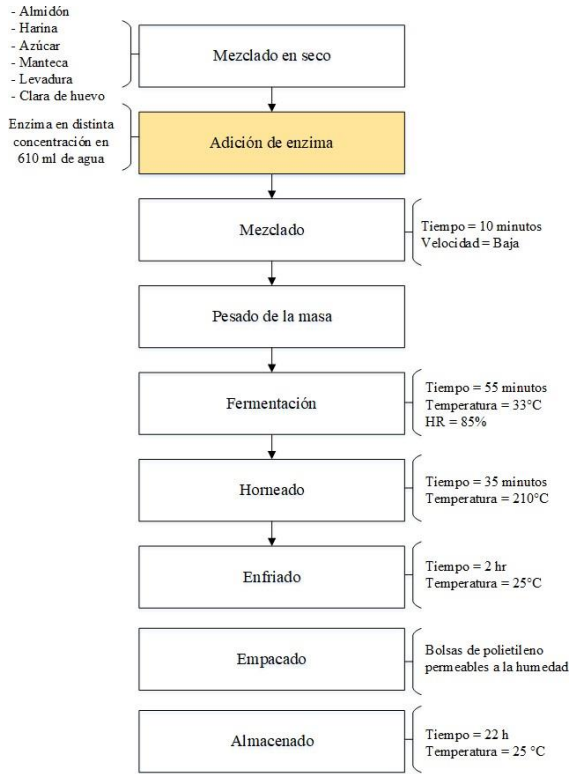 - Almidón
- Harina
- Azúcar
- Manteca
- Levadura
- Clara de huevo
Mezclado en seco
Enzima en distinta
concentración en
610 ml de agua
Adición de enzima
Mezclado
Tiempo = 10 minutos
Velocidad = Baja
Pesado de la masa
Fermentación
Tiempo = 55 minutos
Temperatura = 33°C
HR = 85%
Horneado
Tiempo = 35 minutos
Temperatura = 210°C
Enfriado
Tiempo = 2 hr
Temperatura = 25°C
Empacado
Bolsas de polietileno
permeables a la humedad
Almacenado
Tiempo = 22 h
Temperatura = 25 °C